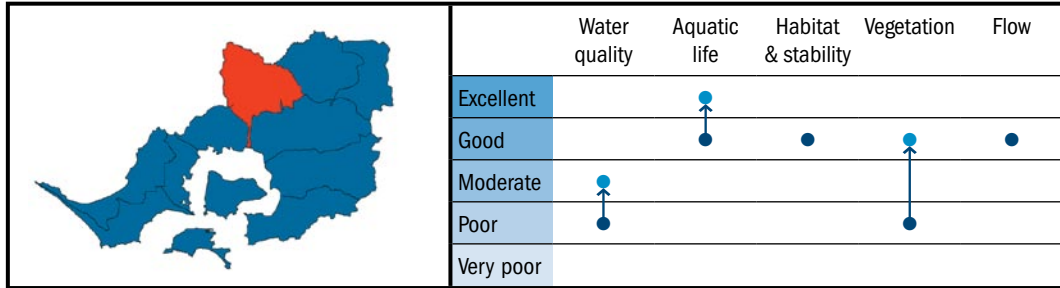 Water quality
Aquatic life
Habitat & stability
Vegetation
Flow
Excellent
Good
Moderate
Poor
Very poor